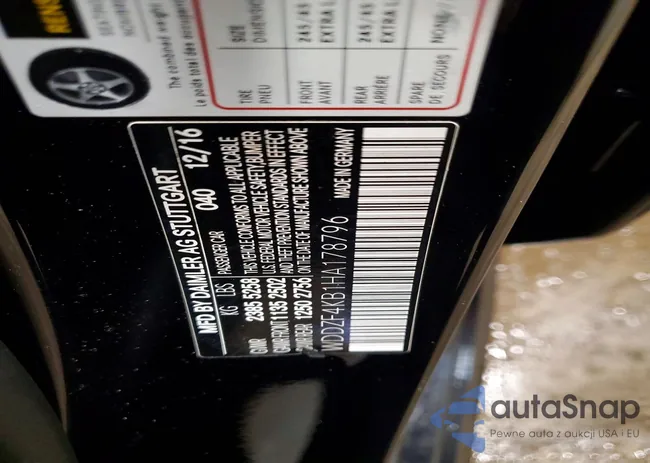 The combined weight
Le poids total des
SIZE
DIMENSION
TIRE
PNEU
FRONT
AVANT
245/45
EXTRA L
REAR
ARRIÈRE
245/45
EXTRA L
SPARE
DE SECOURS
NONE
MFD BY DAIMLER AG STUTTGART
KG LBS PASSENGER CAR 040 12/16
GVWR 2385 5258 THIS VEHICLE CONFORMS TO ALL APPLICABLE
U.S. FEDERAL MOTOR VEHICLE SAFETY, BUMPER
GAWR FRONT 1135 2502 AND THEFT PREVENTION STANDARDS IN EFFECT
GAWR REAR 1250 2756 ON THE DATE OF MANUFACTURE SHOWN ABOVE
WDDZF4KB1HA178796 MADE IN GERMANY
autaSnap
Pewne auta z aukcji USA i EU